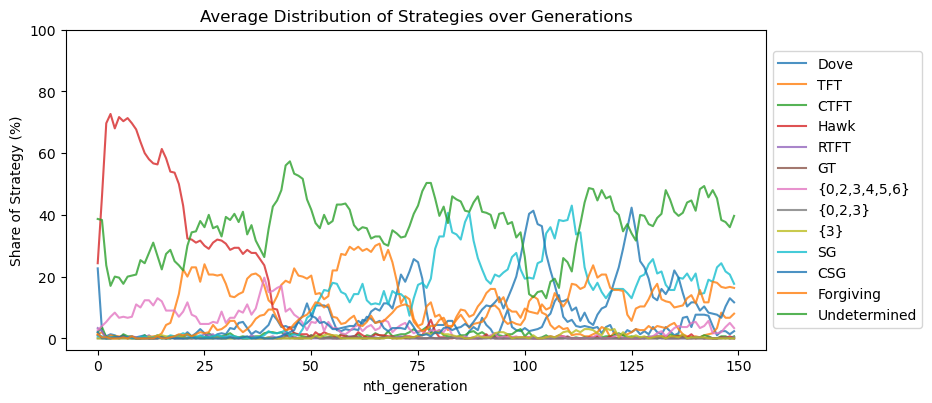 Average Distribution of Strategies over Generations
Share of Strategy (%)
100
80
60
40
20
0
0 25 50 75 100 125 150
nth_generation
Dove
TFT
CTFT
Hawk
RTFT
GT
{0,2,3,4,5,6}
{0,2,3}
{3}
SG
CSG
Forgiving
Undetermined